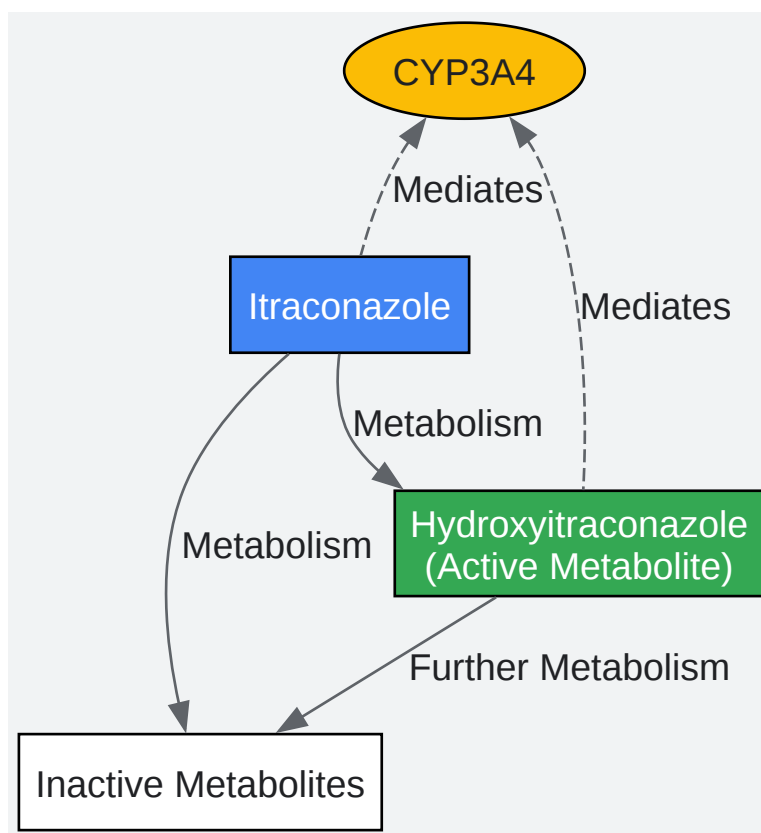 CYP3A4
Mediates
Itraconazole
Mediates
Metabolism
Hydroxyitraconazole
(Active Metabolite)
Metabolism
Further Metabolism
Inactive Metabolites